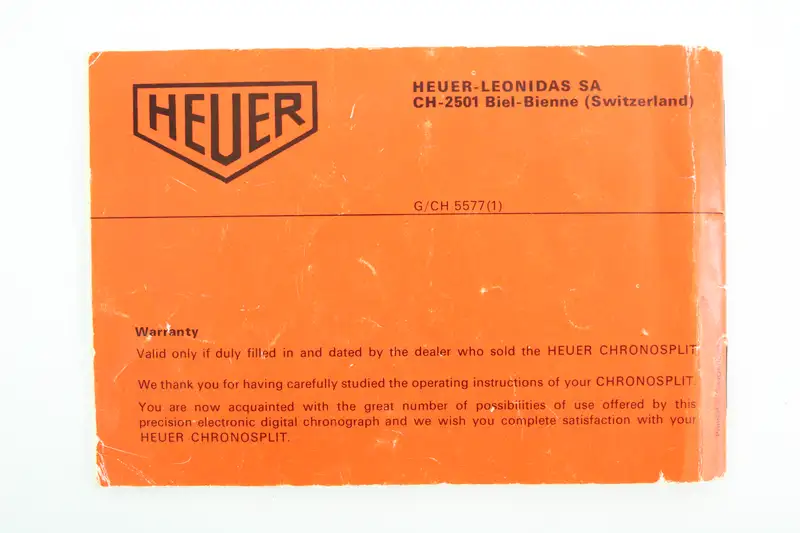 HEUER
HEUER-LEONIDAS SA
CH-2501 Biel-Bienne (Switzerland)
G/CH 5577(1)
Warranty
Valid only if duly filled in and dated by the dealer who sold the HEUER CHRONOSPLIT
We thank you for having carefully studied the operating instructions of your CHRONOSPLIT.
You are now acquainted with the great number of possibilities of use offered by this
precision electronic digital chronograph and we wish you complete satisfaction with your
HEUER CHRONOSPLIT.